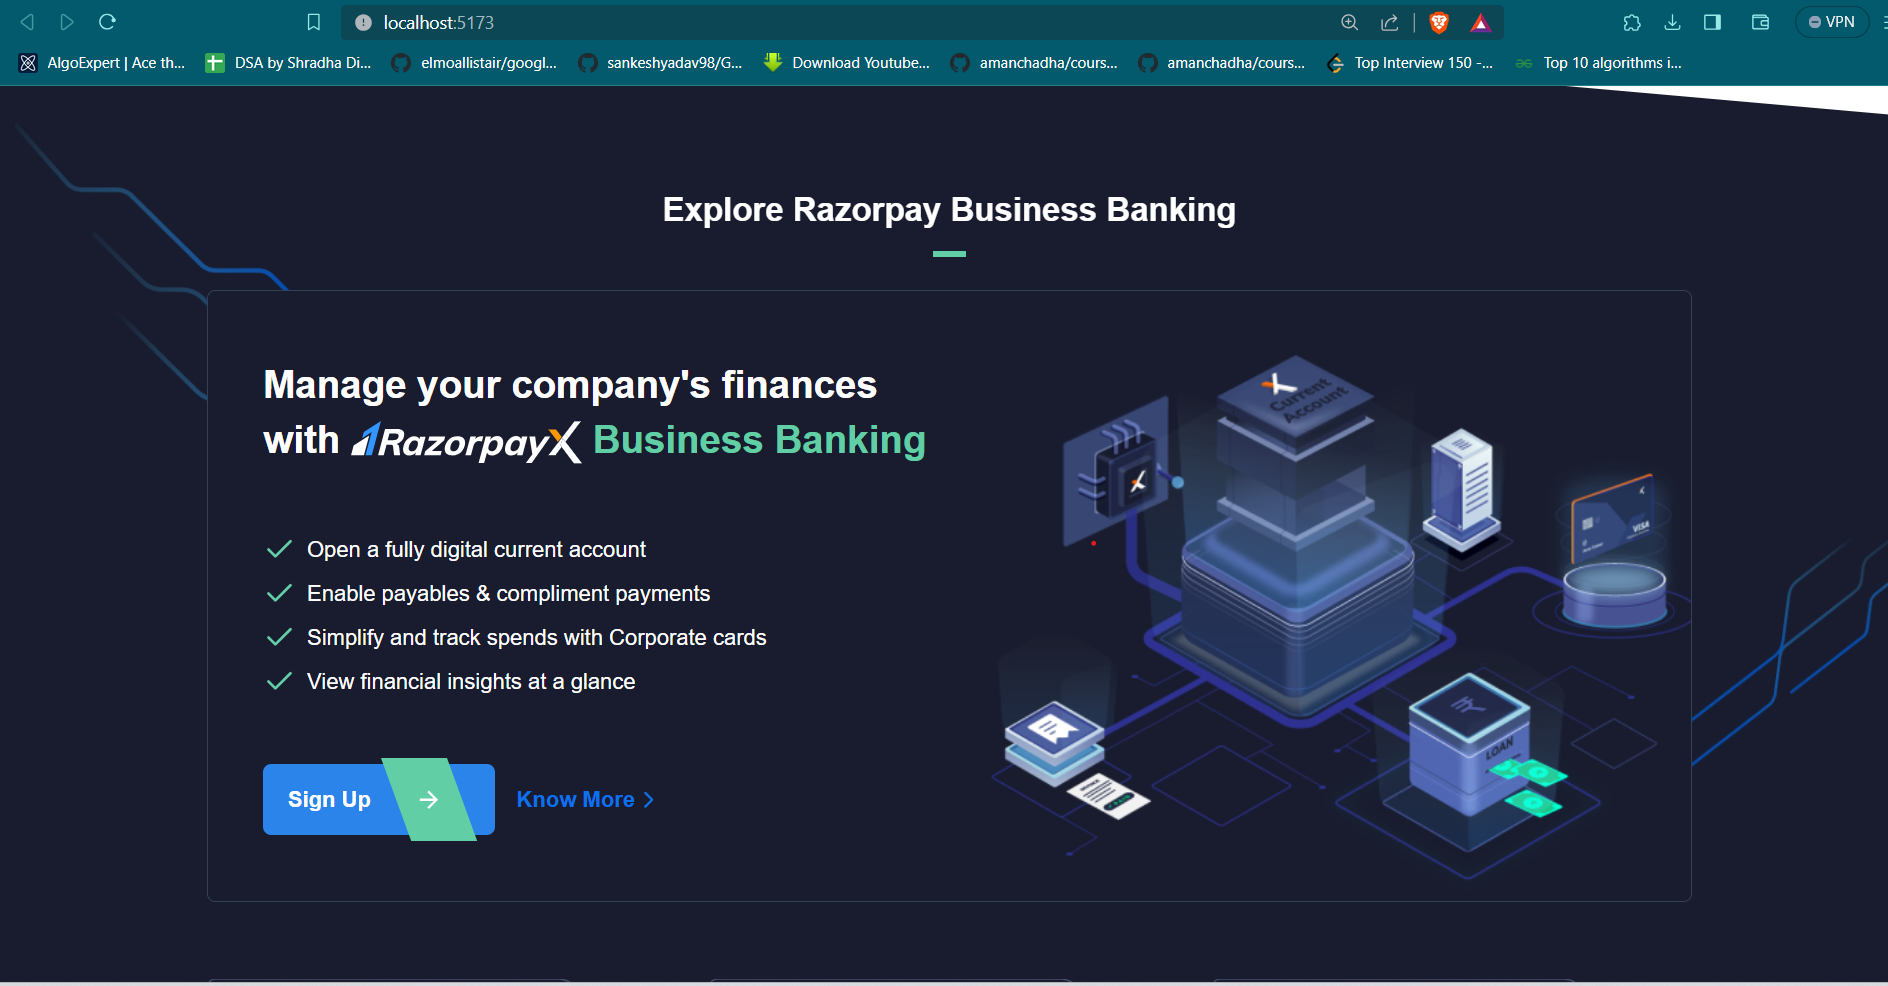 localhost:5173
VPN
AlgoExpert | Ace th...
DSA by Shradha Di...
elmoallistair/googl...
sankeshyadav98/G...
Download Youtube...
amanchadha/cours...
amanchadha/cours...
Top Interview 150 -...
Top 10 algorithms i...
Explore Razorpay Business Banking
Manage your company's finances
with RazorpayX Business Banking
Open a fully digital current account
Enable payables & compliment payments
Simplify and track spends with Corporate cards
View financial insights at a glance
Sign Up
Know More
Current
Account
VISA
LOAN